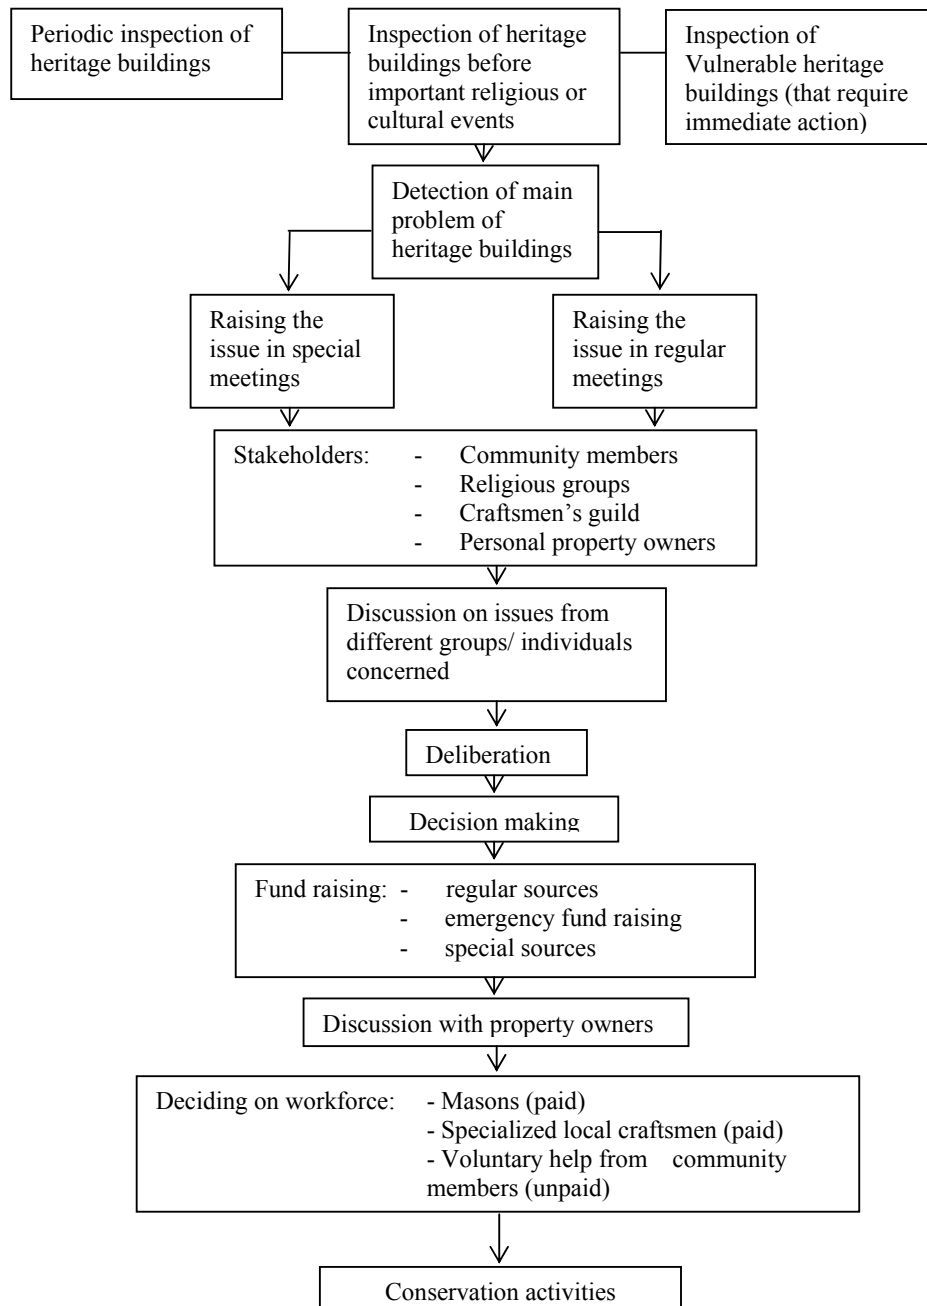 Periodic inspection of
heritage buildings
Inspection of heritage
buildings before
important religious or
cultural events
Inspection of
Vulnerable heritage
buildings (that require
immediate action)
Detection of main
problem of
heritage buildings
Raising the
issue in special
meetings
Raising the
issue in regular
meetings
Stakeholders: - Community members
- Religious groups
- Craftsmen’s guild
- Personal property owners
Discussion on issues from
different groups/ individuals
concerned
Deliberation
Decision making
Fund raising: - regular sources
- emergency fund raising
- special sources
Discussion with property owners
Deciding on workforce: - Masons (paid)
- Specialized local craftsmen (paid)
- Voluntary help from community
members (unpaid)
Conservation activities